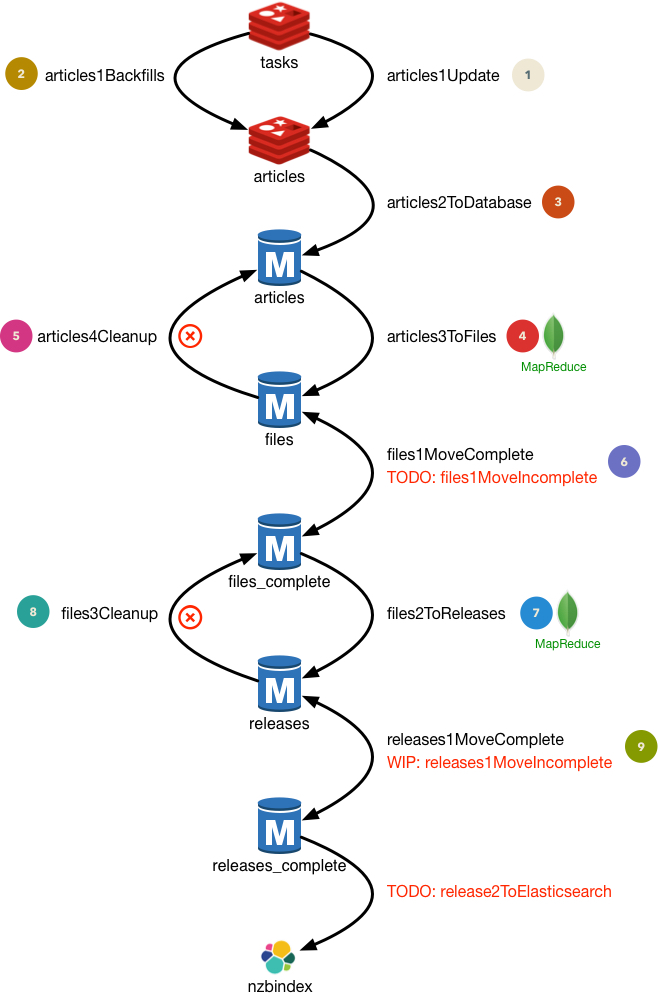 tasks
2
articles1Backfills
articles1Update
1
articles
articles2ToDatabase
3
M
articles
5
articles4Cleanup
articles3ToFiles
4
MapReduce
M
files
files1MoveComplete
TODO: files1MoveIncomplete
6
M
files_complete
8
files3Cleanup
files2ToReleases
7
MapReduce
M
releases
releases1MoveComplete
WIP: releases1MoveIncomplete
9
M
releases_complete
TODO: release2ToElasticsearch
nzbindex